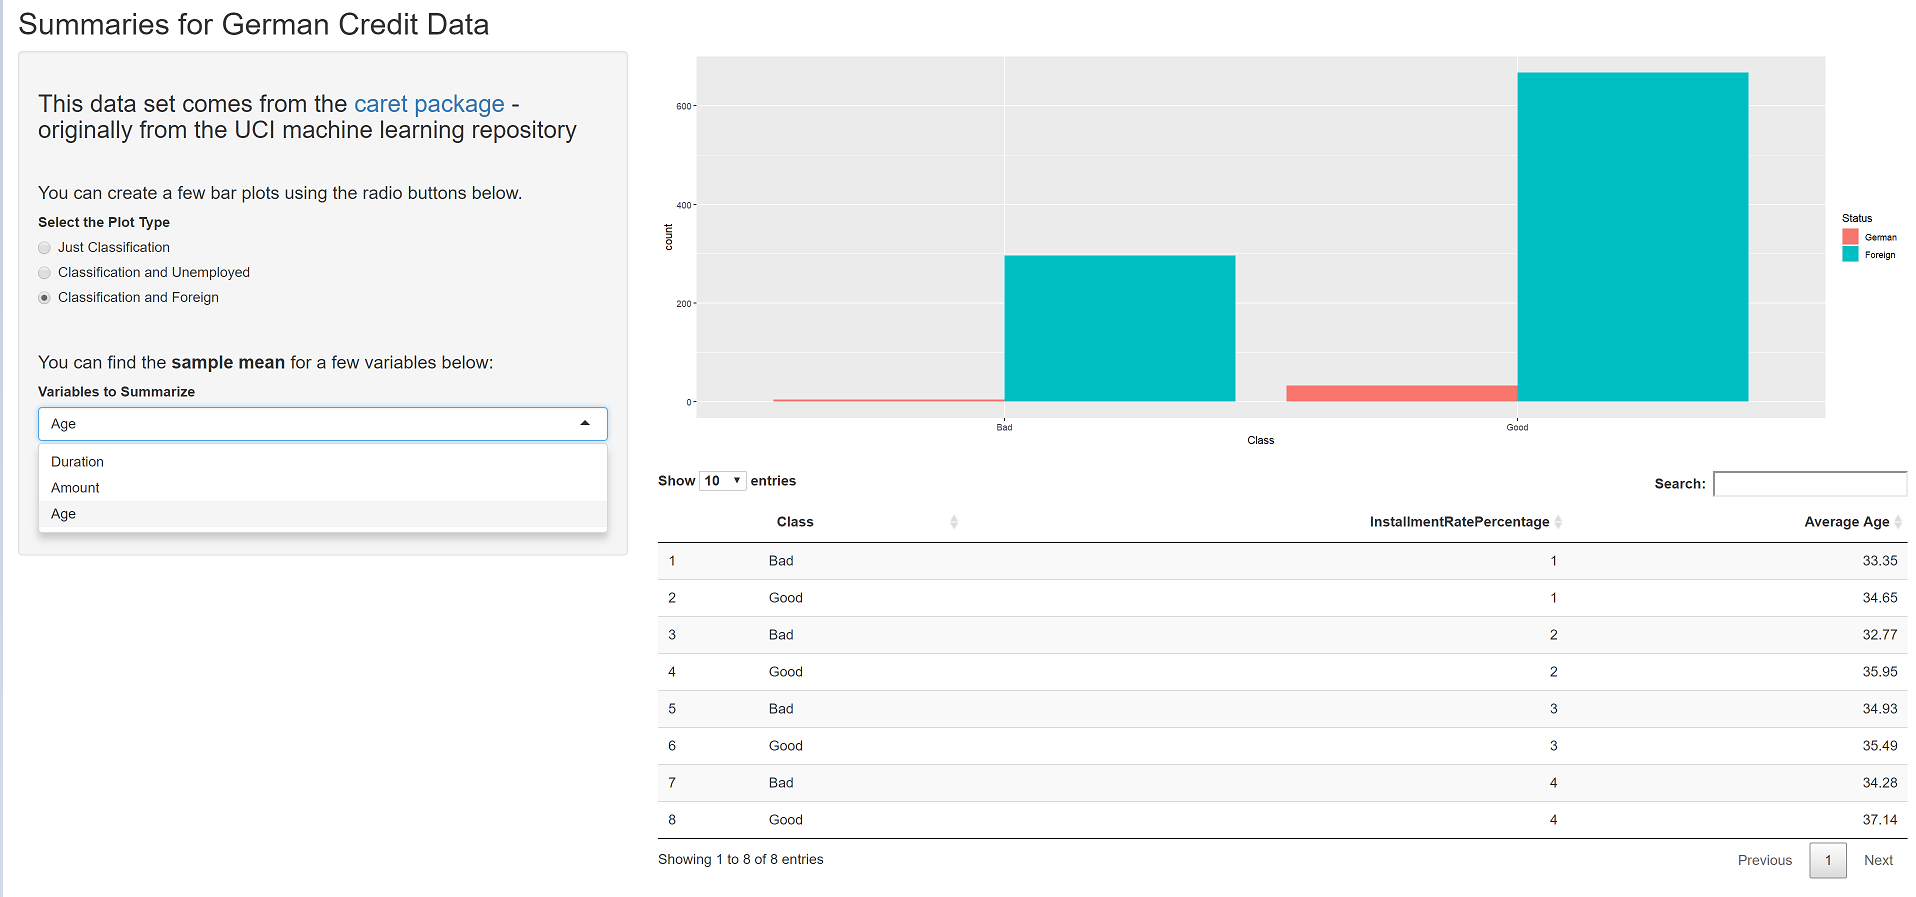 Summaries for German Credit Data
This data set comes from the caret package -
originally from the UCI machine learning repository
You can create a few bar plots using the radio buttons below.
Select the Plot Type
Just Classification
Classification and Unemployed
Classification and Foreign
You can find the sample mean for a few variables below:
Variables to Summarize
Age
Duration
Amount
Age
600
400
200
0
count
Bad Good
Class
Status
German
Foreign
Show 10 entries Search:
Class InstallmentRatePercentage Average Age
1 Bad 1 33.35
2 Good 1 34.65
3 Bad 2 32.77
4 Good 2 35.95
5 Bad 3 34.93
6 Good 3 35.49
7 Bad 4 34.28
8 Good 4 37.14
Showing 1 to 8 of 8 entries Previous 1 Next